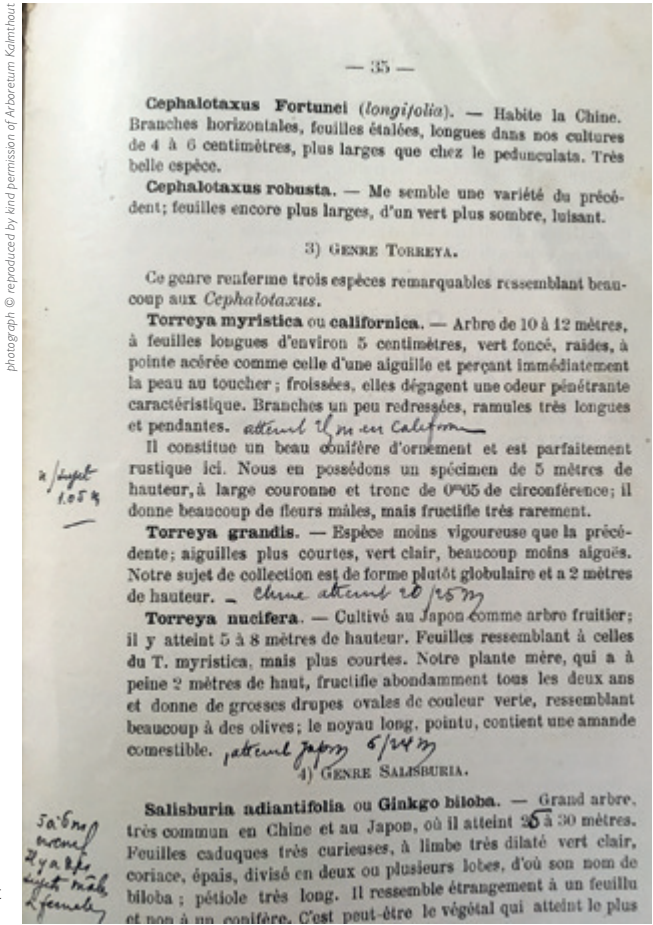 photograph © reproduced by kind permission of Arboretum Kalmthout
— 35 —
Cephalotaxus Fortunei (longifolia). — Habite la Chine.
Branches horizontales, feuilles étalées, longues dans nos cultures
de 4 à 6 centimètres, plus larges que chez le pedunculata. Très
belle espèce.
Cephalotaxus robusta. — Me semble une variété du précé-
dent; feuilles encore plus larges, d'un vert plus sombre, luisant.
3) GENRE TORREYA.
Ce genre renferme trois espèces remarquables ressemblant beau-
coup aux Cephalotaxus.
Torreya myristica ou californica. — Arbre de 10 à 12 mètres,
à feuilles longues d'environ 5 centimètres, vert foncé, raides, à
pointe acérée comme celle d'une aiguille et perçant immédiatement
la peau au toucher; froissées, elles dégagent une odeur pénétrante
caractéristique. Branches un peu redressées, ramules très longues
et pendantes. atteint m en Californie
Il constitue un beau conifère d'ornement et est parfaitement
rustique ici. Nous en possédons un spécimen de 5 mètres de
hauteur, à large couronne et tronc de 0m65 de circonférence; il
donne beaucoup de fleurs mâles, mais fructifie très rarement.
sujet
1.05
Torreya grandis. — Espèce moins vigoureuse que la précé-
dente; aiguilles plus courtes, vert clair, beaucoup moins aiguës.
Notre sujet de collection est de forme plutôt globulaire et a 2 mètres
de hauteur. — Chine atteint 20/25 m
Torreya nucifera. — Cultivé au Japon comme arbre fruitier;
il y atteint 5 à 8 mètres de hauteur. Feuilles ressemblant à celles
du T. myristica, mais plus courtes. Notre plante mère, qui a à
peine 2 mètres de haut, fructifie abondamment tous les deux ans
et donne de grosses drupes ovales de couleur verte, ressemblant
beaucoup à des olives; le noyau long, pointu, contient une amande
comestible. atteint Japon 6/24 m
4) GENRE SALISBURIA.
Salisburia adiantifolia ou Ginkgo biloba. — Grand arbre,
très commun en Chine et au Japon, où il atteint 25 à 30 mètres.
Feuilles caduques très curieuses, à limbe très dilaté vert clair,
coriace, épais, divisé en deux ou plusieurs lobes, d'où son nom de
biloba; pétiole très long. Il ressemble étrangement à un feuillu
et non à un conifère. C'est peut-être le végétal qui atteint le plus
Il y a
sujet mâle
femelle